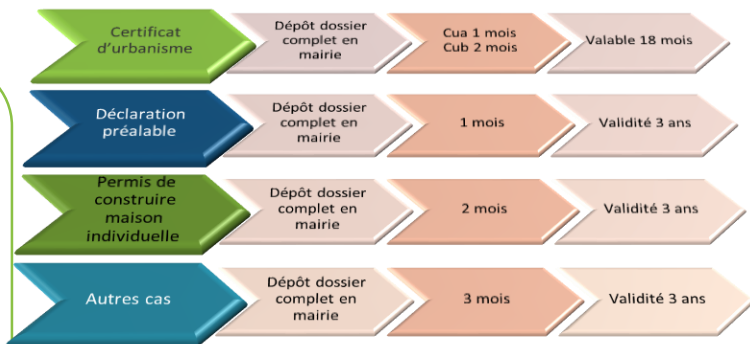 Certificat
d'urbanisme
Dépôt dossier
complet en
mairie
Cua 1 mois
Cub 2 mois
Valable 18 mois
Déclaration
préalable
Dépôt dossier
complet en
mairie
1 mois
Validité 3 ans
Permis de
construire
maison
individuelle
Dépôt dossier
complet en
mairie
2 mois
Validité 3 ans
Autres cas
Dépôt dossier
complet en
mairie
3 mois
Validité 3 ans